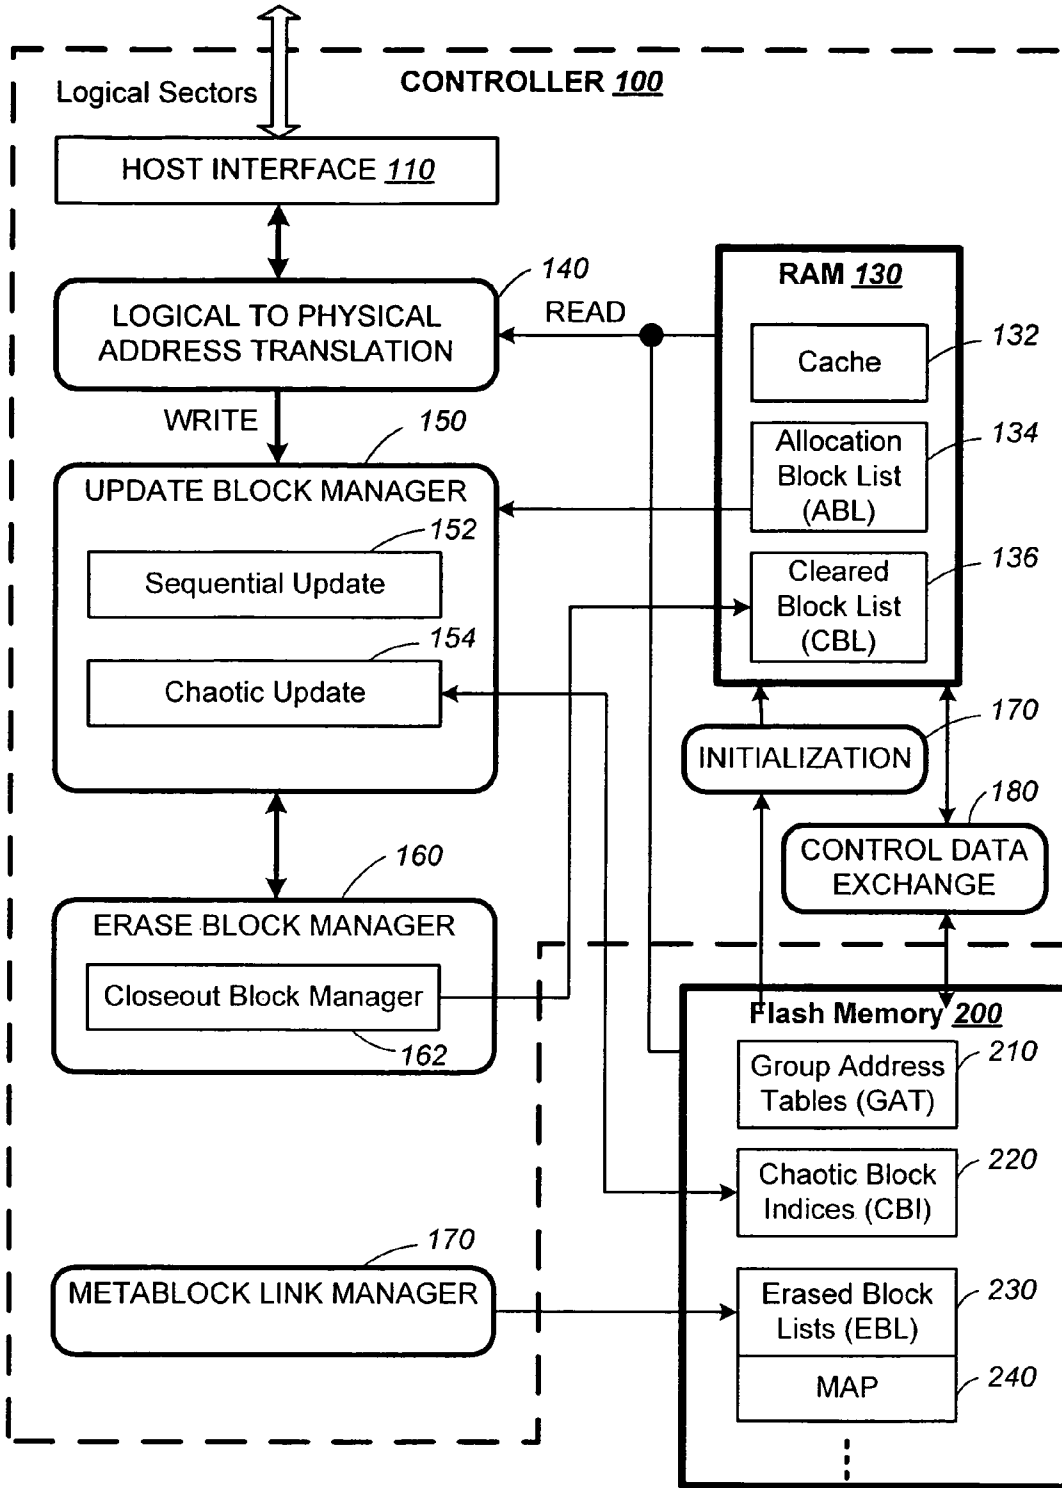 Logical Sectors
CONTROLLER 100
HOST INTERFACE 110
140
LOGICAL TO PHYSICAL
ADDRESS TRANSLATION
READ
WRITE
150
UPDATE BLOCK MANAGER
152
Sequential Update
154
Chaotic Update
160
ERASE BLOCK MANAGER
Closeout Block Manager
162
170
METABLOCK LINK MANAGER
RAM 130
132
Cache
134
Allocation
Block List
(ABL)
136
Cleared
Block List
(CBL)
170
INITIALIZATION
180
CONTROL DATA
EXCHANGE
Flash Memory 200
210
Group Address
Tables (GAT)
220
Chaotic Block
Indices (CBI)
230
Erased Block
Lists (EBL)
240
MAP